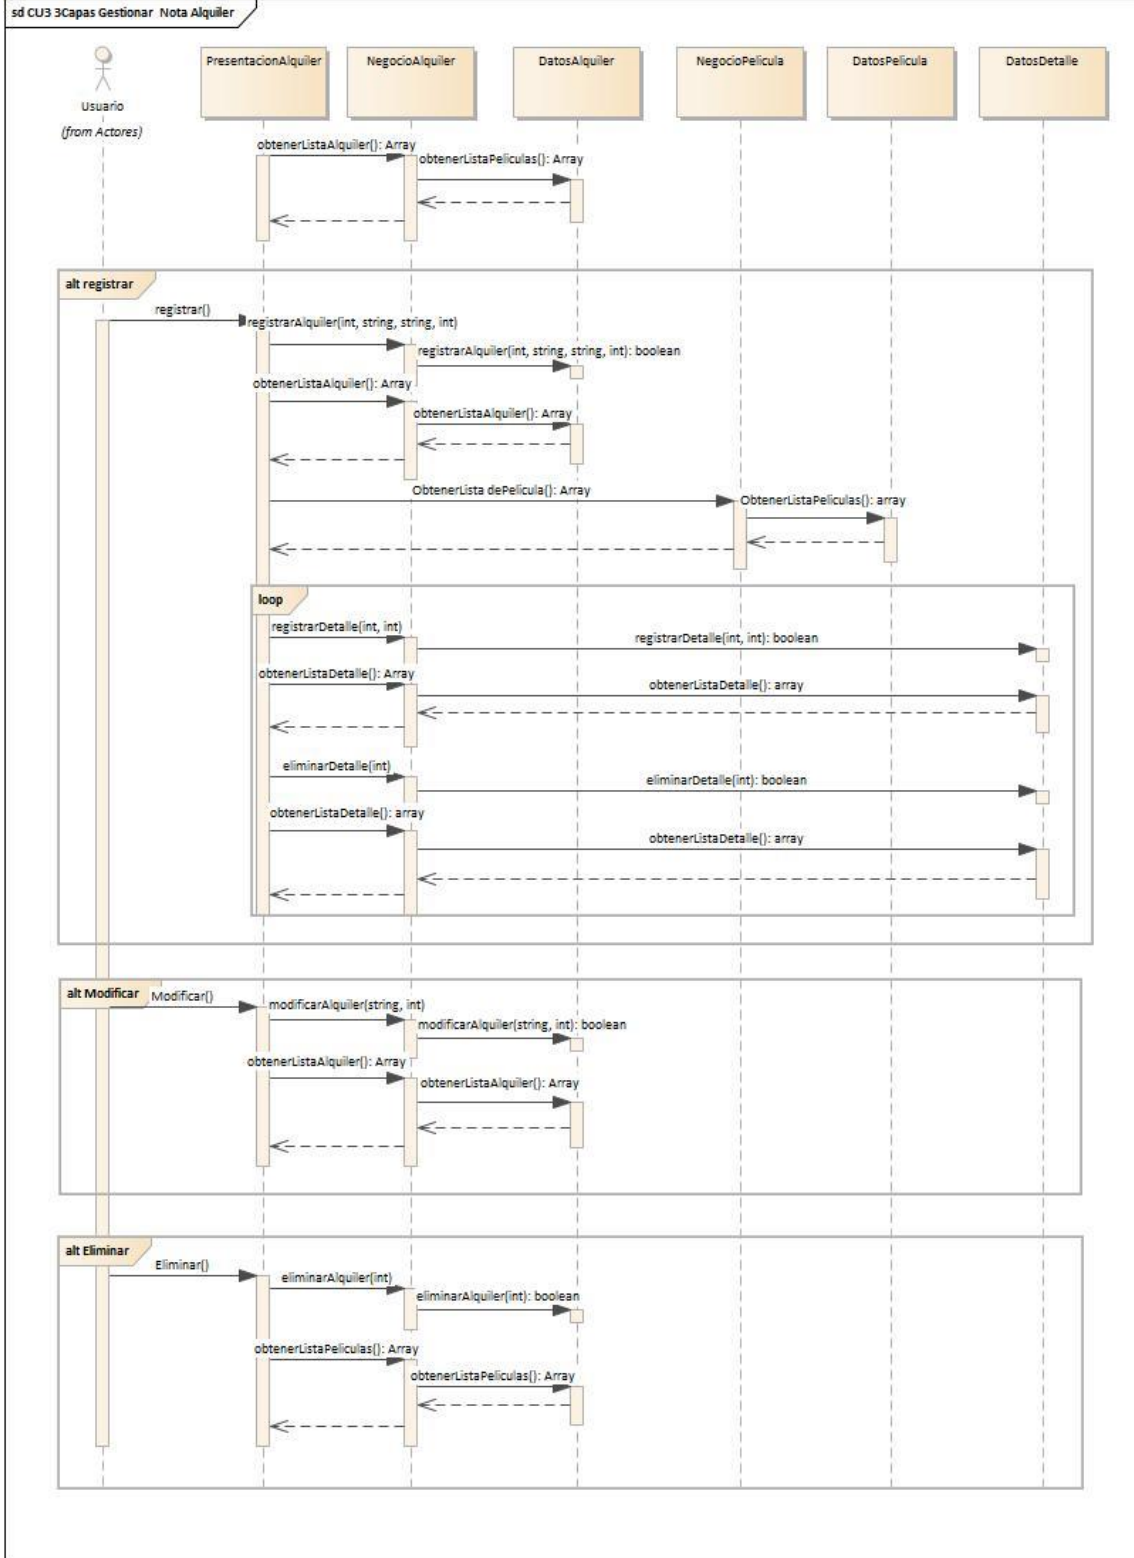 sd CU3 3Capas Gestionar Nota Alquiler
Usuario
(from Actores)
PresentacionAlquiler
NegocioAlquiler
DatosAlquiler
NegocioPelicula
DatosPelicula
DatosDetalle
obtenerListaAlquiler(): Array
obtenerListaPeliculas(): Array
alt registrar
registrar()
registrarAlquiler(int, string, string, int)
registrarAlquiler(int, string, string, int): boolean
obtenerListaAlquiler(): Array
obtenerListaAlquiler(): Array
ObtenerLista dePelicula(): Array
ObtenerListaPeliculas(): array
loop
registrarDetalle(int, int)
registrarDetalle(int, int): boolean
obtenerListaDetalle(): Array
obtenerListaDetalle(): array
eliminarDetalle(int)
eliminarDetalle(int): boolean
obtenerListaDetalle(): array
obtenerListaDetalle(): array
alt Modificar
Modificar()
modificarAlquiler(string, int)
modificarAlquiler(string, int): boolean
obtenerListaAlquiler(): Array
obtenerListaAlquiler(): Array
alt Eliminar
Eliminar()
eliminarAlquiler(int)
eliminarAlquiler(int): boolean
obtenerListaPeliculas(): Array
obtenerListaPeliculas(): Array